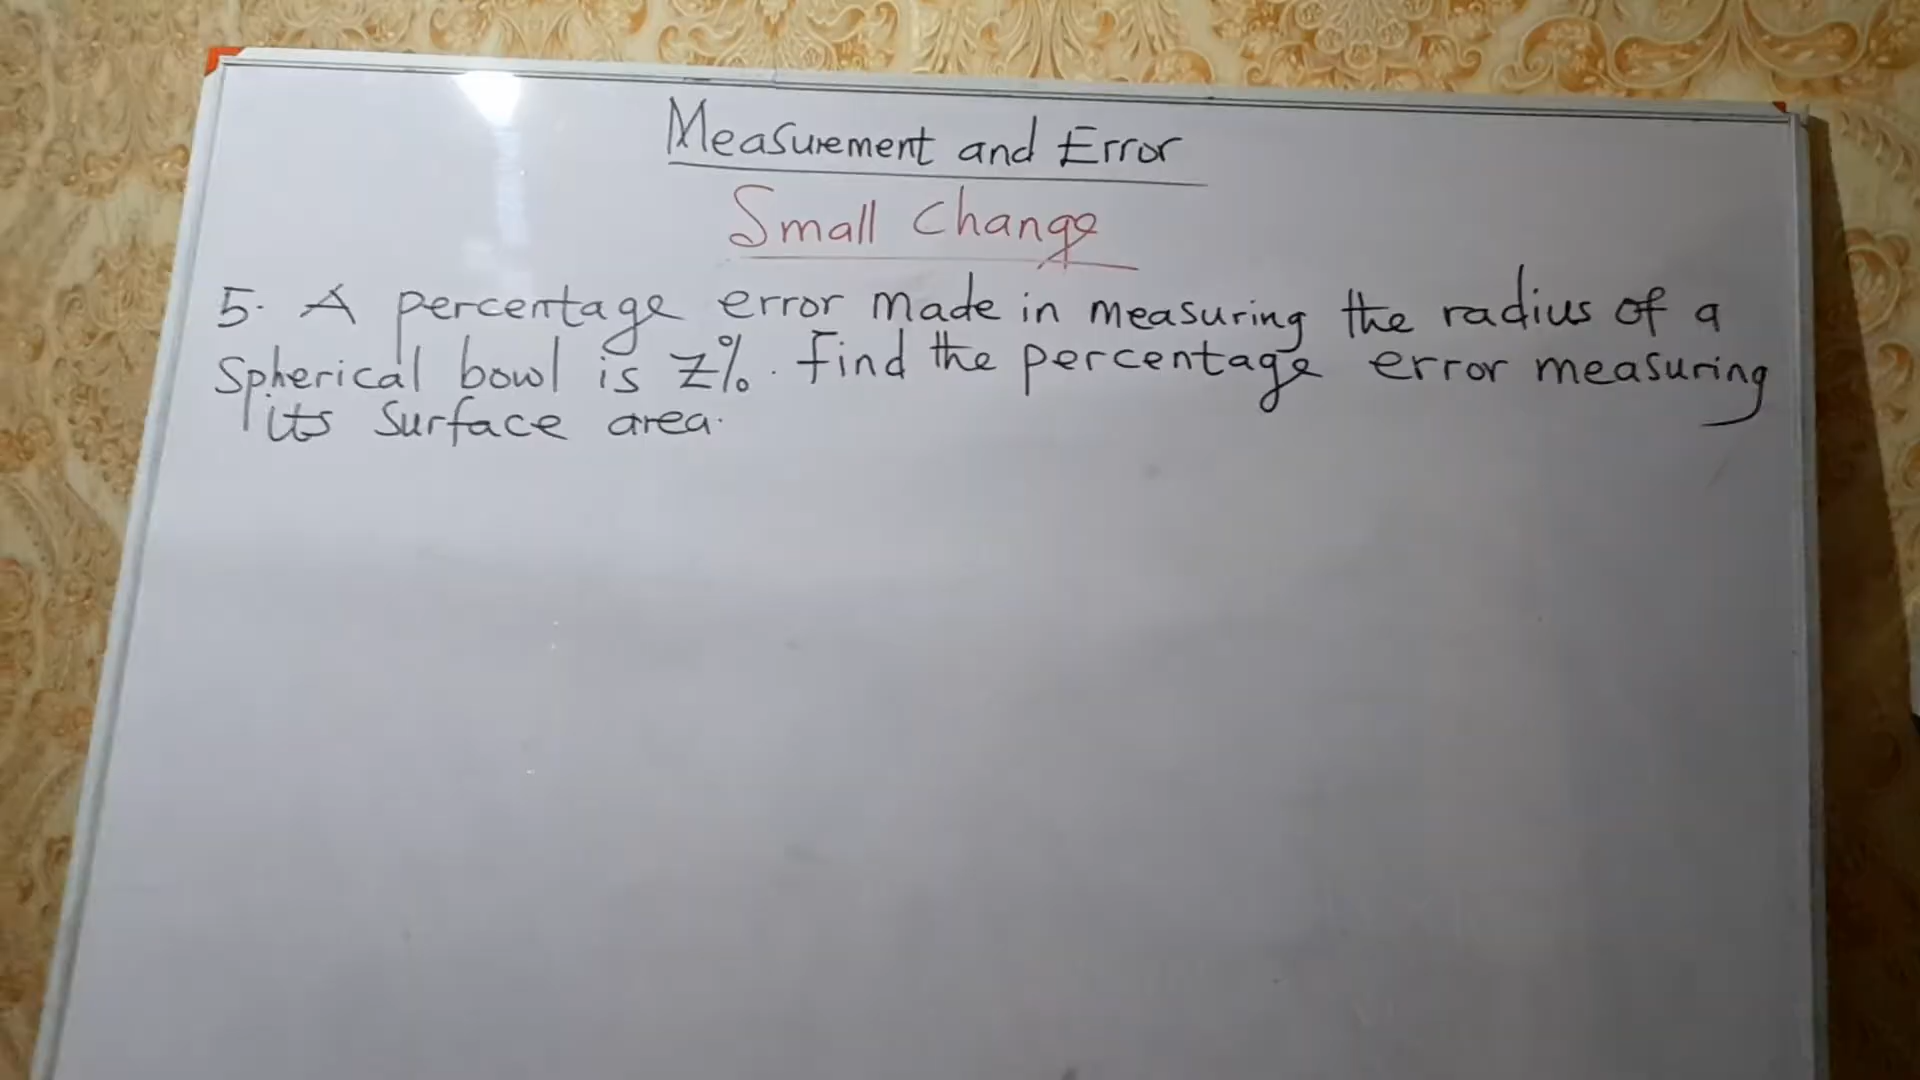 Measurement and Error
Small Change
5. A percentage error made in measuring the radius of a
Spherical bowl is Z%. Find the percentage error measuring
its Surface area.